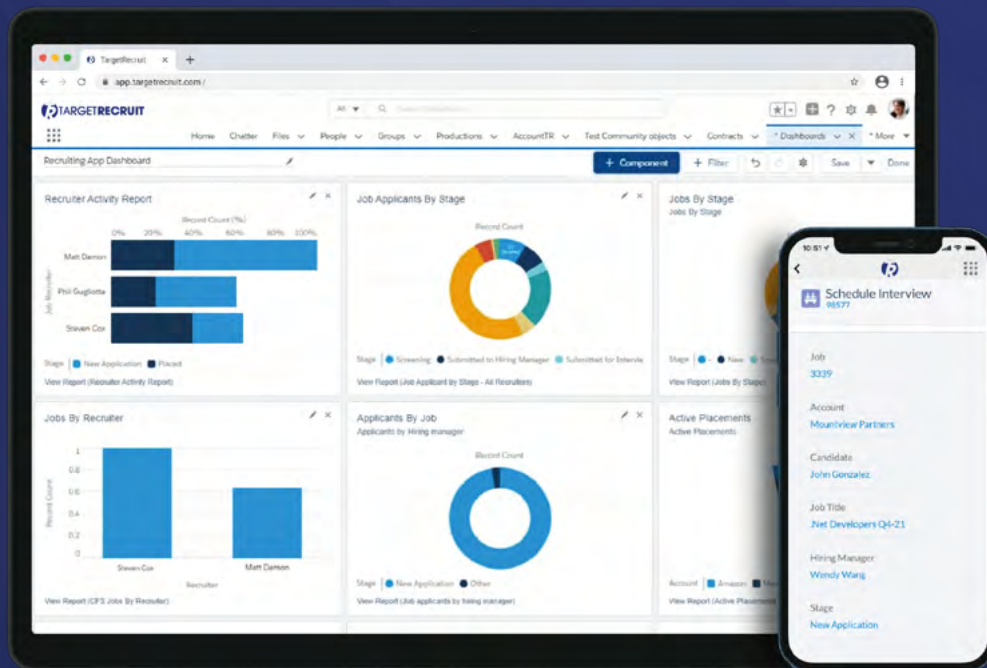 TargetRecruit
app.targetrecruit.com/
TARGETRECRUIT
All
Home Chatter Files People Groups Productions AccountTR Test Community objects Contracts * Dashboards * More
Recruiting App Dashboard
+ Component + Filter Save Done
Recruiter Activity Report
Record Count (%)
0% 20% 40% 60% 80% 100%
Job Recruiter
Matt Damon
Phil Gugliotta
Steven Cox
Stage New Application Placed
View Report (Recruiter Activity Report)
Job Applicants By Stage
Record Count
Stage Screening Submitted to Hiring Manager Submitted for Intervie
View Report (Job Applicant by Stage - All Recruiters)
Jobs By Stage
Jobs By Stage
Stage - New
View Report (Jobs By Stage)
Jobs By Recruiter
Record Count
1
0.8
0.6
0.4
0.2
0
Steven Cox Matt Damon
Recruiter
View Report (CIFS Jobs By Recruiter)
Applicants By Job
Applicants by Hiring manager
Record Count
Stage New Application Other
View Report (Job applicants by hiring manager)
Active Placements
Active Placements
Account Amazon
View Report (Active Placement
10:51
Schedule Interview
98577
Job
3339
Account
Mountview Partners
Candidate
John Gonzalez
Job Title
.Net Developers Q4-21
Hiring Manager
Wendy Wang
Stage
New Application